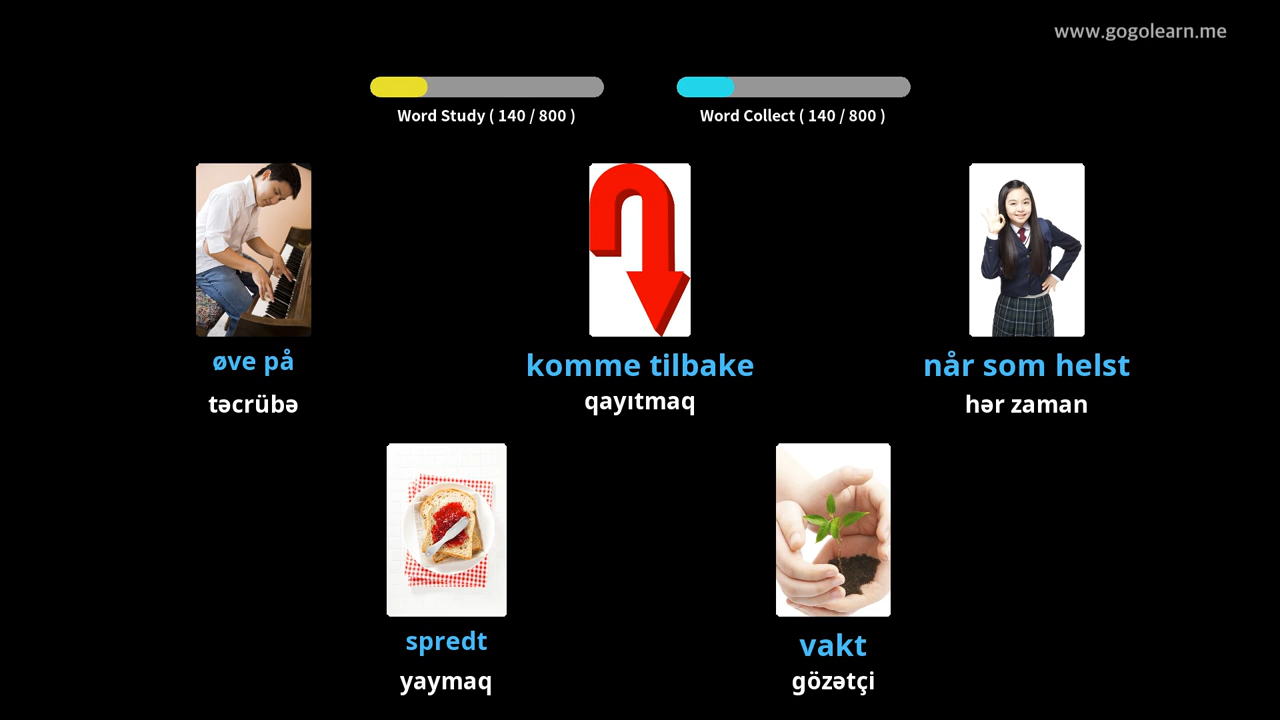 www.gogolearn.me
Word Study ( 140 / 800 )
Word Collect ( 140 / 800 )
øve på
təcrübə
komme tilbake
qayıtmaq
når som helst
hər zaman
spredt
yaymaq
vakt
gözətçi